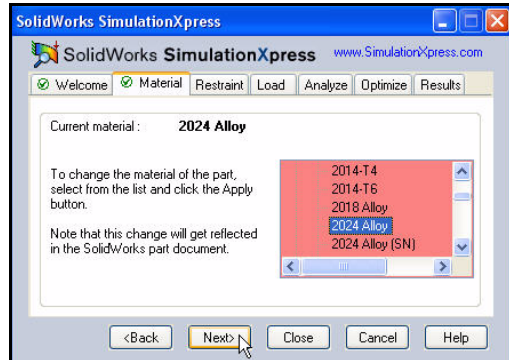 SolidWorks SimulationXpress
SolidWorks SimulationXpress www.SimulationXpress.com
Welcome Material Restraint Load Analyze Optimize Results
Current material : 2024 Alloy
To change the material of the part,
select from the list and click the Apply
button.
Note that this change will get reflected
in the SolidWorks part document.
2014-T4
2014-T6
2018 Alloy
2024 Alloy
2024 Alloy (SN)
<Back Next> Close Cancel Help